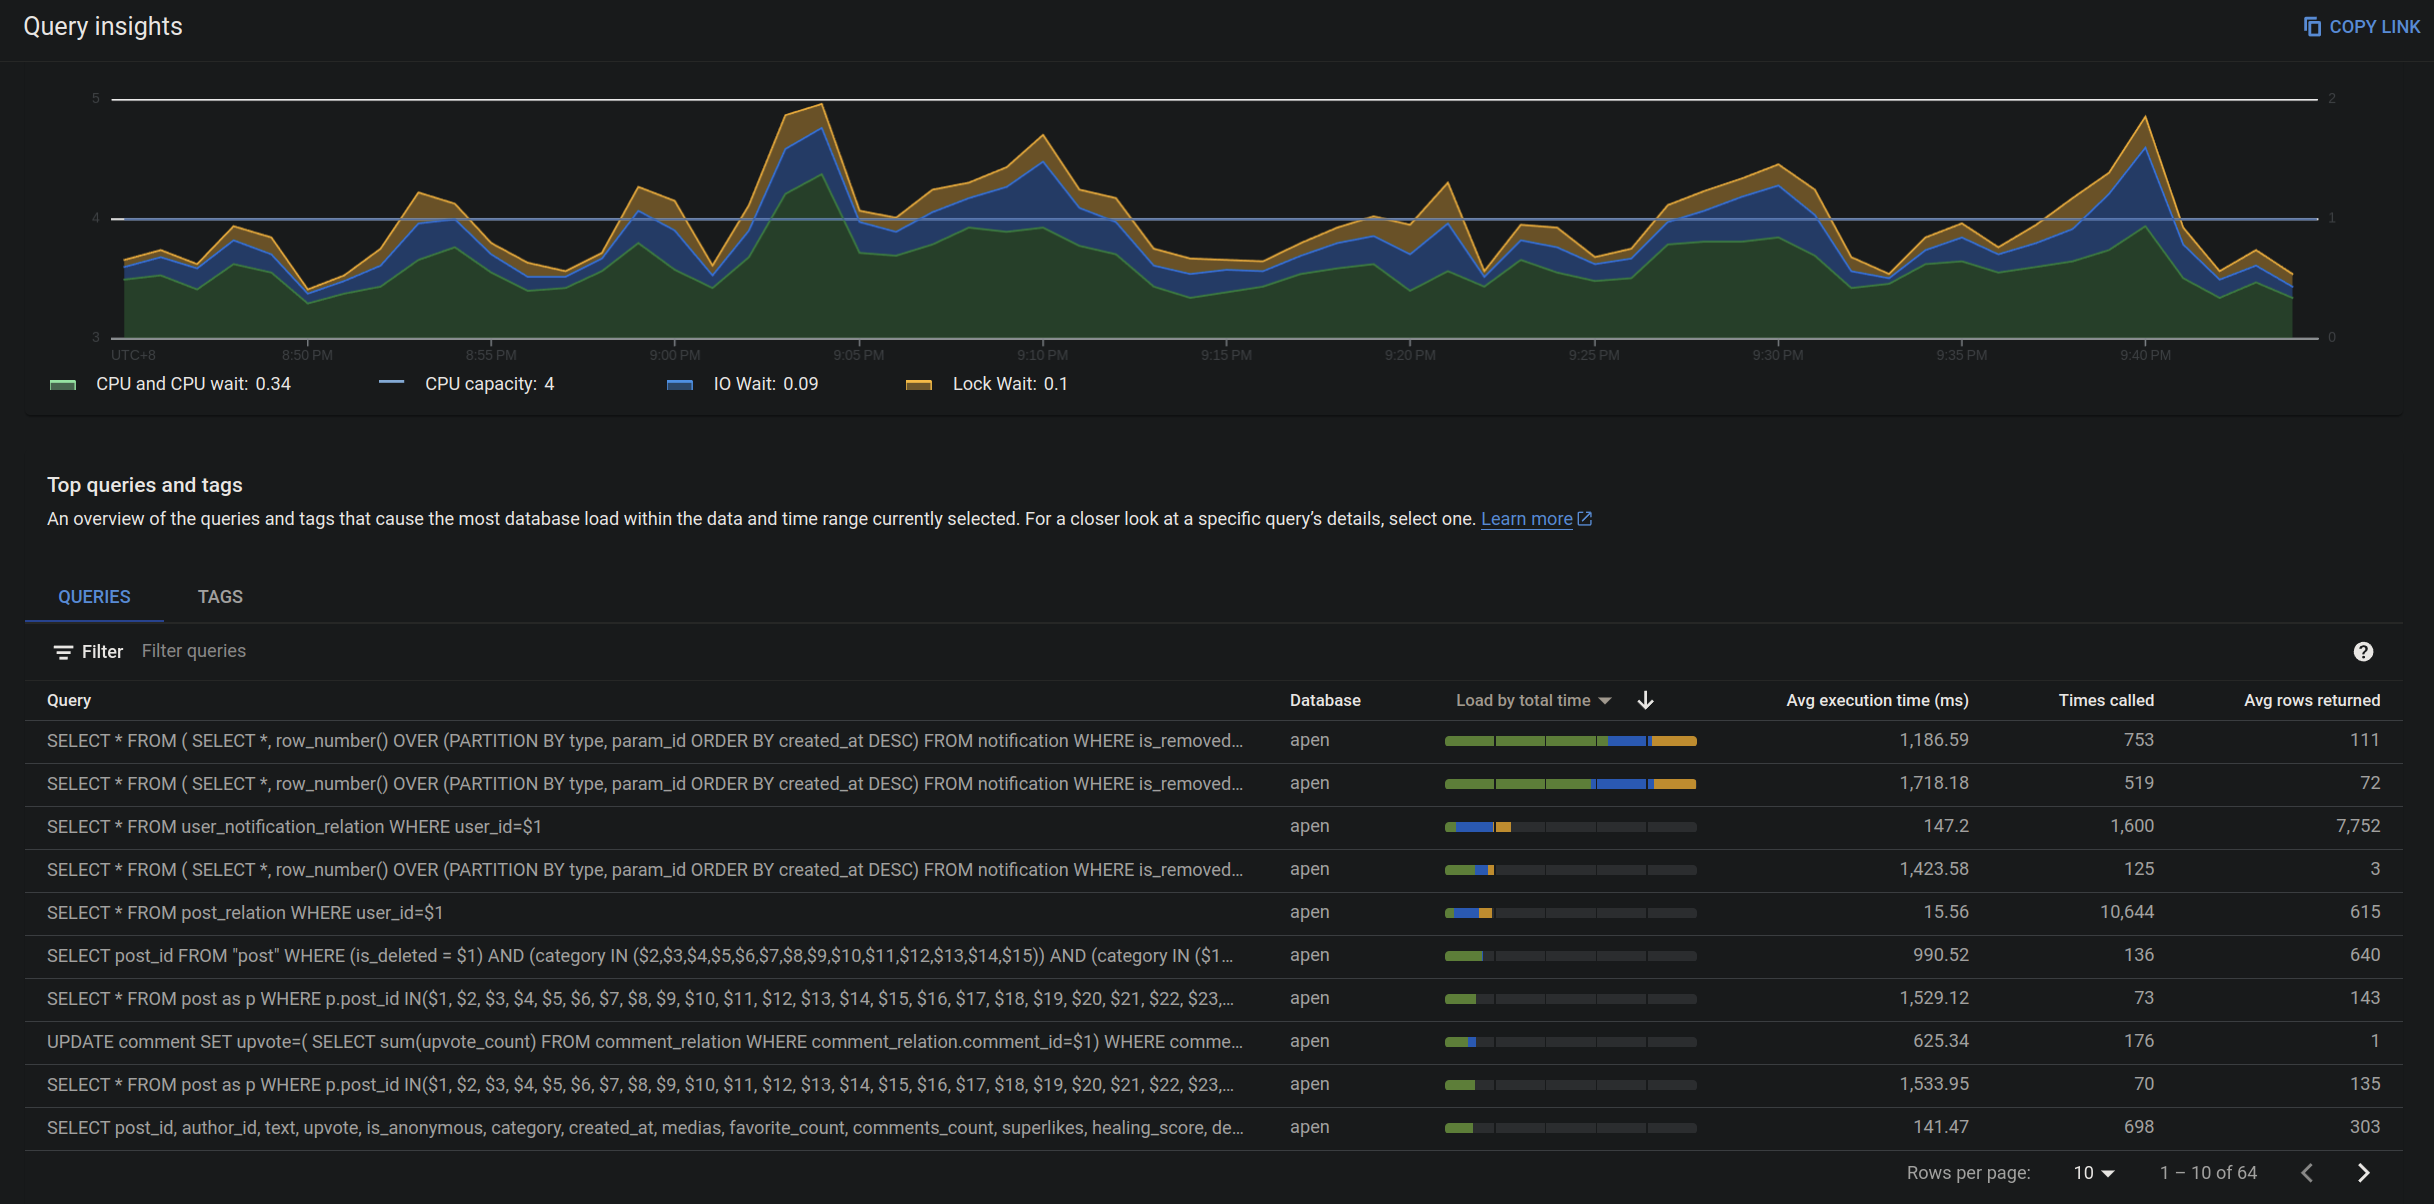 Query insights
COPY LINK
5
2
4
1
3
0
UTC+8 8:50 PM 8:55 PM 9:00 PM 9:05 PM 9:10 PM 9:15 PM 9:20 PM 9:25 PM 9:30 PM 9:35 PM 9:40 PM
CPU and CPU wait: 0.34 CPU capacity: 4 IO Wait: 0.09 Lock Wait: 0.1
Top queries and tags
An overview of the queries and tags that cause the most database load within the data and time range currently selected. For a closer look at a specific query’s details, select one. Learn more
QUERIES TAGS
Filter Filter queries
Query Database Load by total time Avg execution time (ms) Times called Avg rows returned
SELECT * FROM ( SELECT *, row_number() OVER (PARTITION BY type, param_id ORDER BY created_at DESC) FROM notification WHERE is_removed... apen 1,186.59 753 111
SELECT * FROM ( SELECT *, row_number() OVER (PARTITION BY type, param_id ORDER BY created_at DESC) FROM notification WHERE is_removed... apen 1,718.18 519 72
SELECT * FROM user_notification_relation WHERE user_id=$1 apen 147.2 1,600 7,752
SELECT * FROM ( SELECT *, row_number() OVER (PARTITION BY type, param_id ORDER BY created_at DESC) FROM notification WHERE is_removed... apen 1,423.58 125 3
SELECT * FROM post_relation WHERE user_id=$1 apen 15.56 10,644 615
SELECT post_id FROM "post" WHERE (is_deleted = $1) AND (category IN ($2,$3,$4,$5,$6,$7,$8,$9,$10,$11,$12,$13,$14,$15)) AND (category IN ($1... apen 990.52 136 640
SELECT * FROM post as p WHERE p.post_id IN($1, $2, $3, $4, $5, $6, $7, $8, $9, $10, $11, $12, $13, $14, $15, $16, $17, $18, $19, $20, $21, $22, $23,... apen 1,529.12 73 143
UPDATE comment SET upvote=( SELECT sum(upvote_count) FROM comment_relation WHERE comment_relation.comment_id=$1) WHERE comme... apen 625.34 176 1
SELECT * FROM post as p WHERE p.post_id IN($1, $2, $3, $4, $5, $6, $7, $8, $9, $10, $11, $12, $13, $14, $15, $16, $17, $18, $19, $20, $21, $22, $23,... apen 1,533.95 70 135
SELECT post_id, author_id, text, upvote, is_anonymous, category, created_at, medias, favorite_count, comments_count, superlikes, healing_score, de... apen 141.47 698 303
Rows per page: 10 1 – 10 of 64